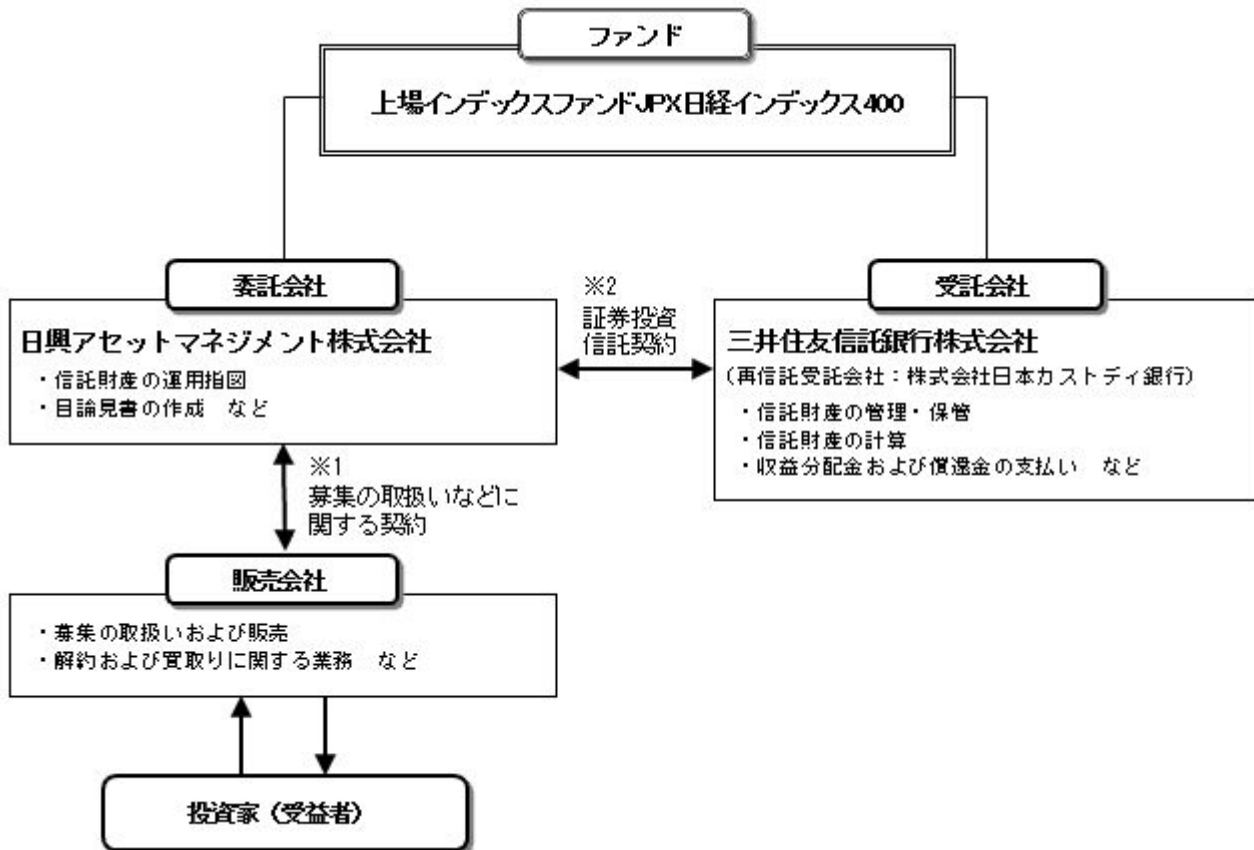 ファンド
上場インデックスファンドJPX日経インデックス400
委託会社
日興アセットマネジメント株式会社
・信託財産の運用指図
・目論見書の作成　など
※2
証券投資
信託契約
受託会社
三井住友信託銀行株式会社
(再信託受託会社：株式会社日本カストディ銀行)
・信託財産の管理・保管
・信託財産の計算
・収益分配金および償還金の支払い　など
※1
募集の取扱いなどに
関する契約
販売会社
・募集の取扱いおよび販売
・解約および買取りに関する業務　など
投資家（受益者）